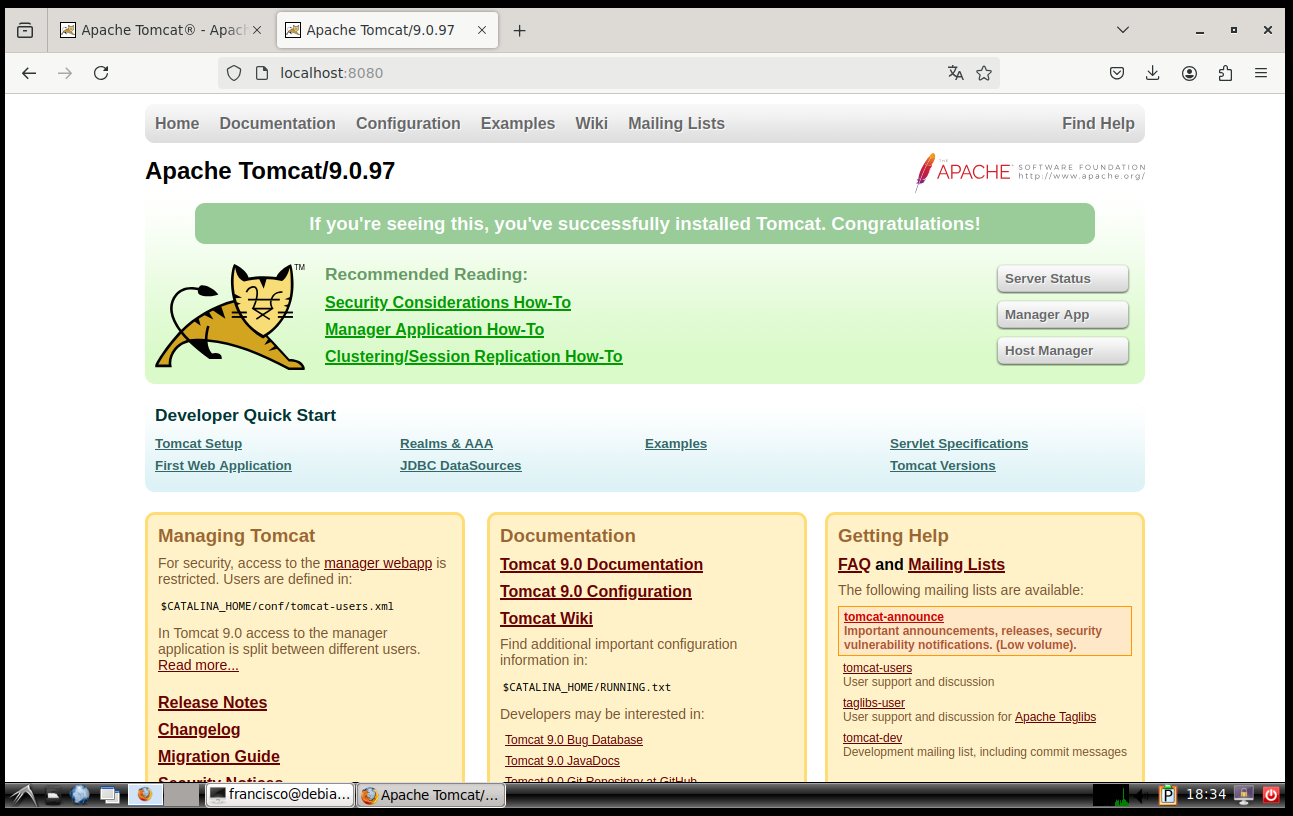 Apache Tomcat® - Apac
Apache Tomcat/9.0.97
localhost:8080
Home Documentation Configuration Examples Wiki Mailing Lists Find Help
Apache Tomcat/9.0.97
THE APACHE SOFTWARE FOUNDATION
http://www.apache.org/
If you're seeing this, you've successfully installed Tomcat. Congratulations!
TM
Recommended Reading:
Security Considerations How-To
Manager Application How-To
Clustering/Session Replication How-To
Server Status
Manager App
Host Manager
Developer Quick Start
Tomcat Setup
First Web Application
Realms & AAA
JDBC DataSources
Examples
Servlet Specifications
Tomcat Versions
Managing Tomcat
For security, access to the manager webapp is
restricted. Users are defined in:
$CATALINA_HOME/conf/tomcat-users.xml
In Tomcat 9.0 access to the manager
application is split between different users.
Read more...
Release Notes
Changelog
Migration Guide
Security Notices
Documentation
Tomcat 9.0 Documentation
Tomcat 9.0 Configuration
Tomcat Wiki
Find additional important configuration
information in:
$CATALINA_HOME/RUNNING.txt
Developers may be interested in:
Tomcat 9.0 Bug Database
Tomcat 9.0 JavaDocs
Tomcat 9.0 Git Repository at GitHub
Getting Help
FAQ and Mailing Lists
The following mailing lists are available:
tomcat-announce
Important announcements, releases, security
vulnerability notifications. (Low volume).
tomcat-users
User support and discussion
taglibs-user
User support and discussion for Apache Taglibs
tomcat-dev
Development mailing list, including commit messages
francisco@debia...
Apache Tomcat/...
P
18:34